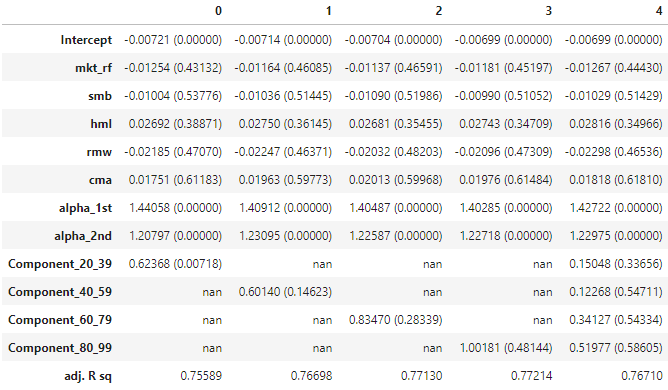 0 1 2 3 4
Intercept -0.00721 (0.00000) -0.00714 (0.00000) -0.00704 (0.00000) -0.00699 (0.00000) -0.00699 (0.00000)
mkt_rf -0.01254 (0.43132) -0.01164 (0.46085) -0.01137 (0.46591) -0.01181 (0.45197) -0.01267 (0.44430)
smb -0.01004 (0.53776) -0.01036 (0.51445) -0.01090 (0.51986) -0.00990 (0.51052) -0.01029 (0.51429)
hml 0.02692 (0.38871) 0.02750 (0.36145) 0.02681 (0.35455) 0.02743 (0.34709) 0.02816 (0.34966)
rmw -0.02185 (0.47070) -0.02247 (0.46371) -0.02032 (0.48203) -0.02096 (0.47309) -0.02298 (0.46536)
cma 0.01751 (0.61183) 0.01963 (0.59773) 0.02013 (0.59968) 0.01976 (0.61484) 0.01818 (0.61810)
alpha_1st 1.44058 (0.00000) 1.40912 (0.00000) 1.40487 (0.00000) 1.40285 (0.00000) 1.42722 (0.00000)
alpha_2nd 1.20797 (0.00000) 1.23095 (0.00000) 1.22587 (0.00000) 1.22718 (0.00000) 1.22975 (0.00000)
Component_20_39 0.62368 (0.00718) nan nan nan 0.15048 (0.33656)
Component_40_59 nan 0.60140 (0.14623) nan nan 0.12268 (0.54711)
Component_60_79 nan nan 0.83470 (0.28339) nan 0.34127 (0.54334)
Component_80_99 nan nan nan 1.00181 (0.48144) 0.51977 (0.58605)
adj. R sq 0.75589 0.76698 0.77130 0.77214 0.76710